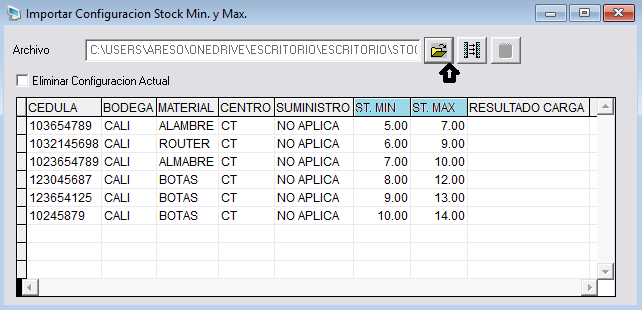 Importar Configuracion Stock Min. y Max.
Archivo C:\USERS\ARESO\ONEDRIVE\ESCRITORIO\ESCRITORIO\STOC
Eliminar Configuracion Actual
CEDULA BODEGA MATERIAL CENTRO SUMINISTRO ST. MIN ST. MAX RESULTADO CARGA
103654789 CALI ALAMBRE CT NO APLICA 5.00 7.00
1032145698 CALI ROUTER CT NO APLICA 6.00 9.00
1023654789 CALI ALMABRE CT NO APLICA 7.00 10.00
123045687 CALI BOTAS CT NO APLICA 8.00 12.00
123654125 CALI BOTAS CT NO APLICA 9.00 13.00
10245879 CALI BOTAS CT NO APLICA 10.00 14.00